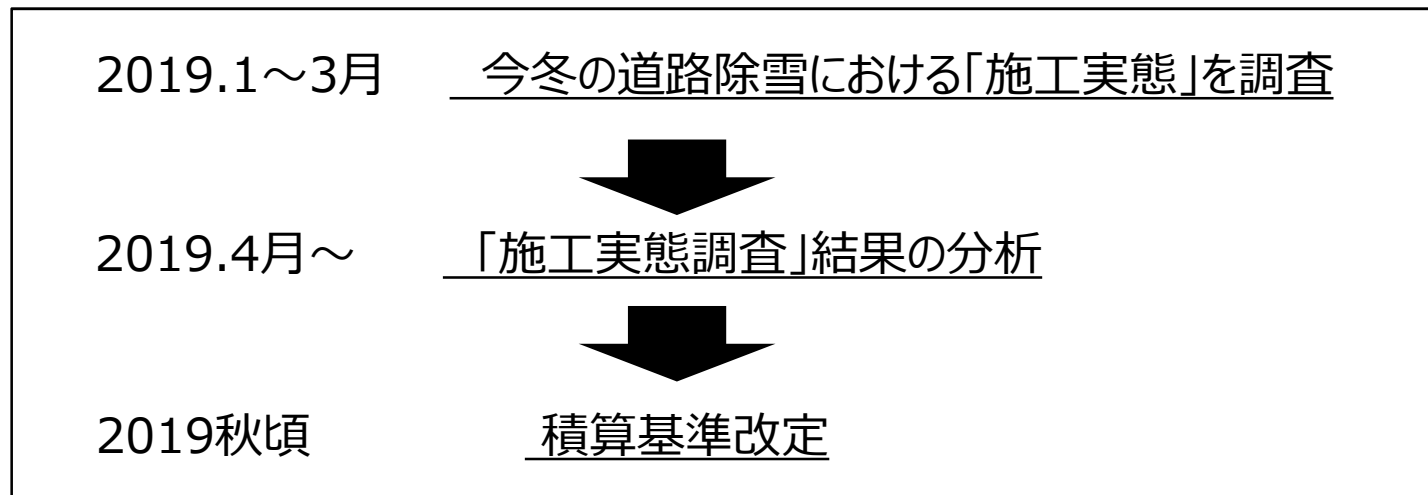 2019.1～3月 今冬の道路除雪における｢施工実態｣を調査
2019.4月～ ｢施工実態調査｣結果の分析
2019秋頃 積算基準改定